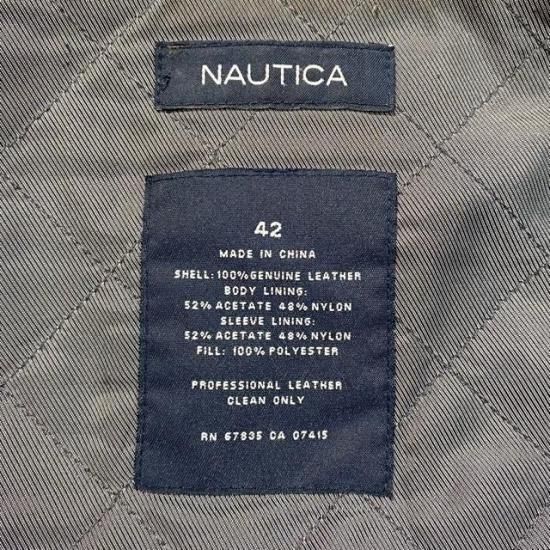 NAUTICA
42
MADE IN CHINA
SHELL: 100% GENUINE LEATHER
BODY LINING:
52% ACETATE 48% NYLON
SLEEVE LINING:
52% ACETATE 48% NYLON
FILL: 100% POLYESTER
PROFESSIONAL LEATHER
CLEAN ONLY
RN 67835 CA 07415